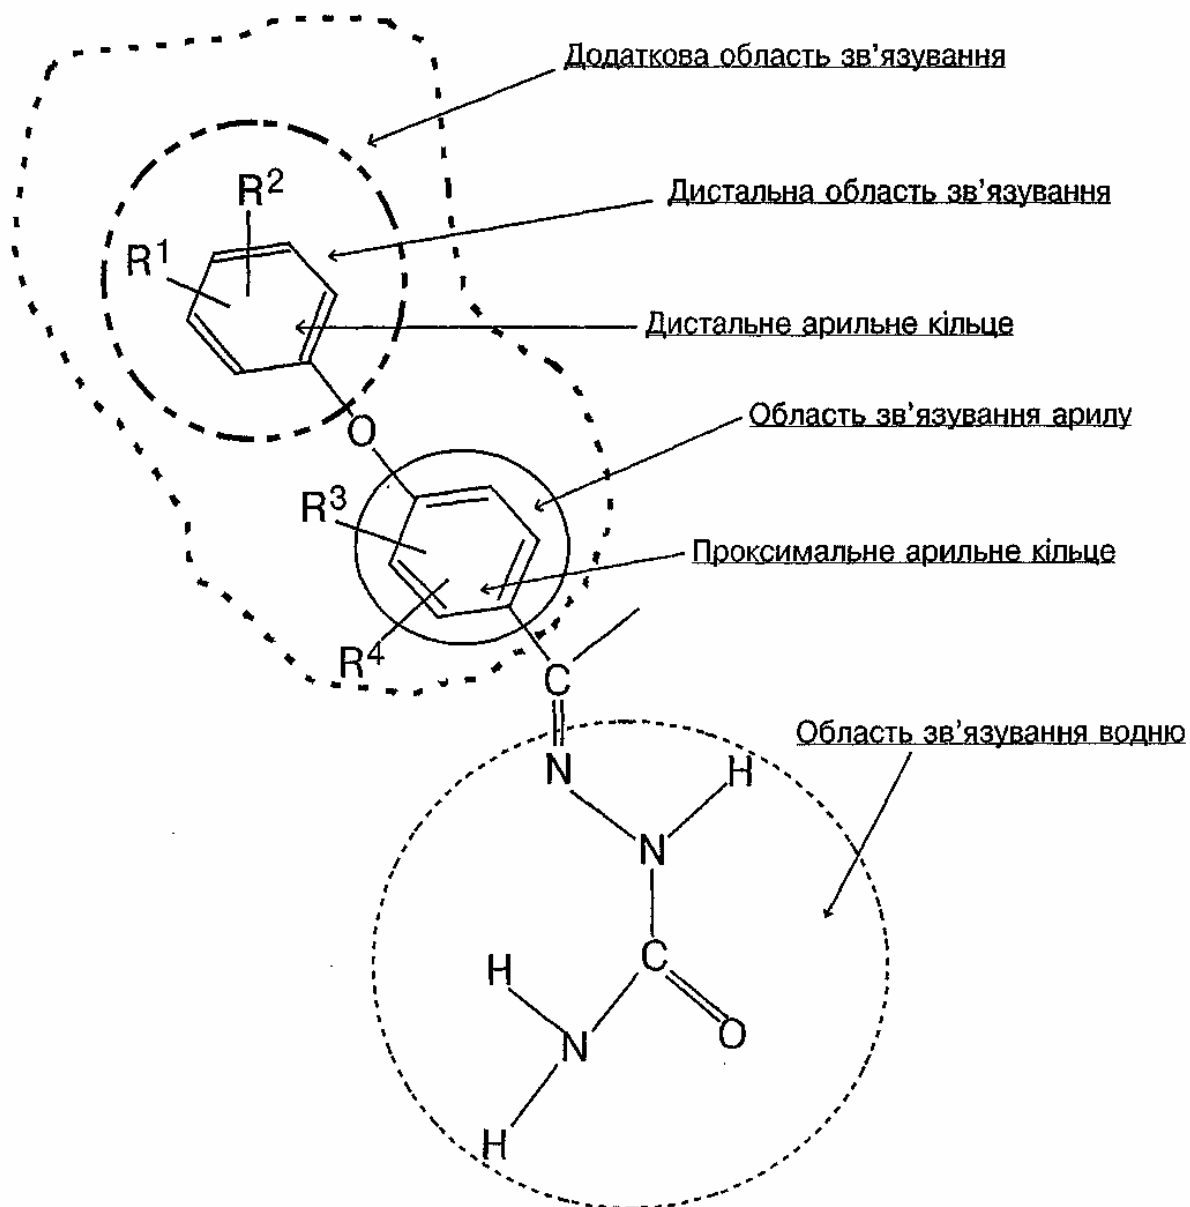 Додаткова область зв'язування
R²
Дистальна область зв'язування
R¹
Дистальне арильне кільце
Область зв'язування арилу
O
R³
Проксимальне арильне кільце
R⁴
C
Область зв'язування водню
N
H
N
C
H
O
N
H